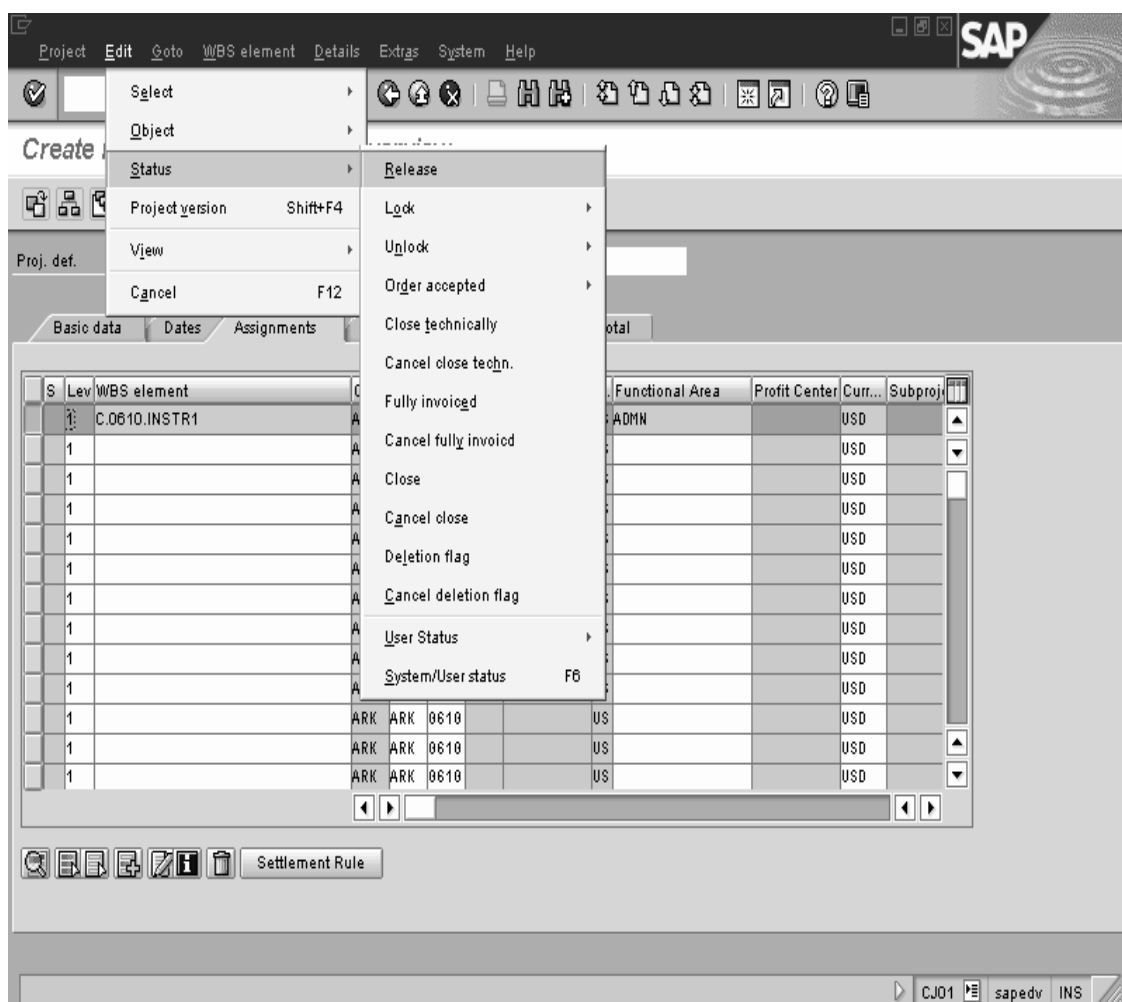 Project Edit Goto WBS element Details Extras System Help
SAP
Select
Object
Create
Status
Release
Project version Shift+F4
Lock
View
Unlock
Proj. def.
Cancel F12
Order accepted
Basic data Dates Assignments
Close technically
otal
Cancel close techn.
S Lev WBS element Functional Area Profit Center Curr... Subproj
Fully invoiced
1 C.0610.INSTR1 A ADMN USD
Cancel fully invoicd
1 A USD
Close
1 A USD
Cancel close
1 A USD
1 A USD
Deletion flag
1 A USD
Cancel deletion flag
1 A USD
1 A USD
User Status
1 A USD
System/User status F6
1 A USD
1 ARK ARK 0610 US USD
1 ARK ARK 0610 US USD
1 ARK ARK 0610 US USD
Settlement Rule
CJ01 sapedv INS